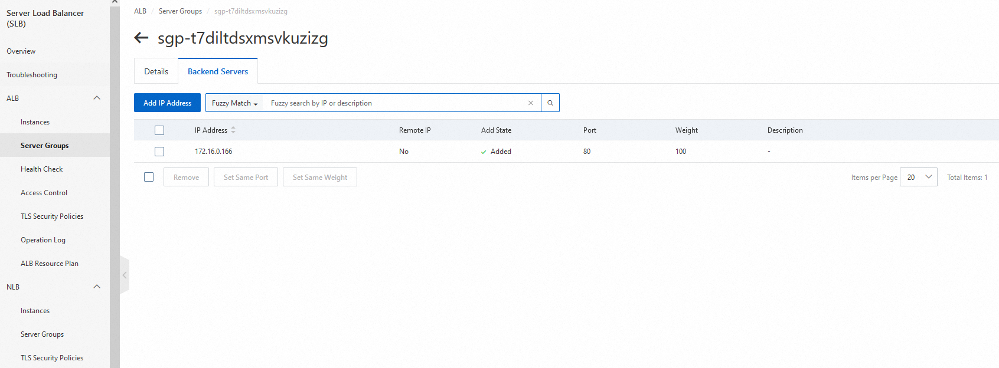 Server Load Balancer
(SLB)
Overview
Troubleshooting
ALB
Instances
Server Groups
Health Check
Access Control
TLS Security Policies
Operation Log
ALB Resource Plan
NLB
Instances
Server Groups
TLS Security Policies
ALB / Server Groups / sgp-t7diltdsxmsvkuzizg
sgp-t7diltdsxmsvkuzizg
Details Backend Servers
Add IP Address Fuzzy Match Fuzzy search by IP or description
IP Address Remote IP Add State Port Weight Description
172.16.0.166 No Added 80 100 -
Remove Set Same Port Set Same Weight Items per Page 20 Total Items: 1